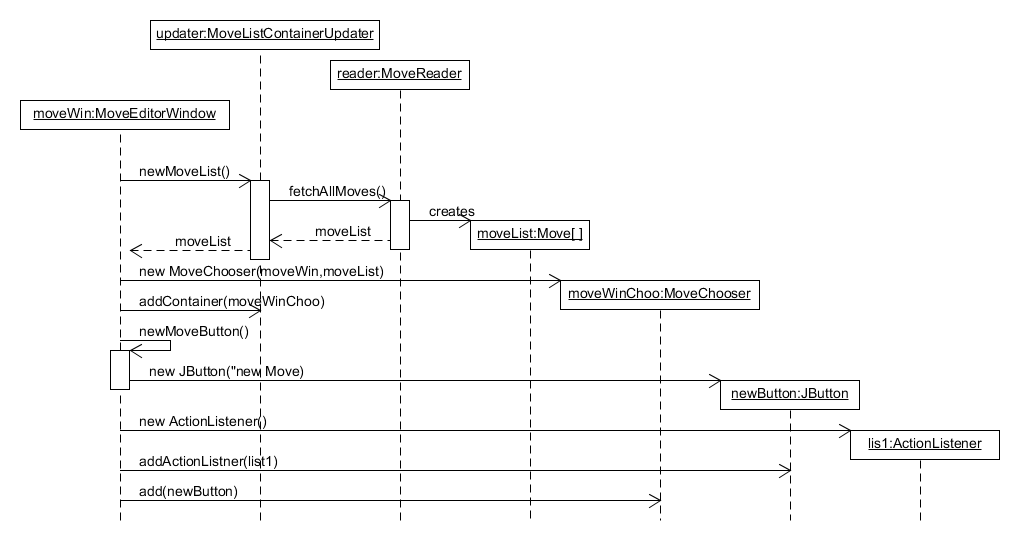 updater:MoveListContainerUpdater
reader:MoveReader
moveWin:MoveEditorWindow
newMoveList()
fetchAllMoves()
creates
moveList:Move[ ]
moveList
moveList
new MoveChooser(moveWin,moveList)
moveWinChoo:MoveChooser
addContainer(moveWinChoo)
newMoveButton()
new JButton("new Move)
newButton:JButton
new ActionListener()
lis1:ActionListener
addActionListner(list1)
add(newButton)